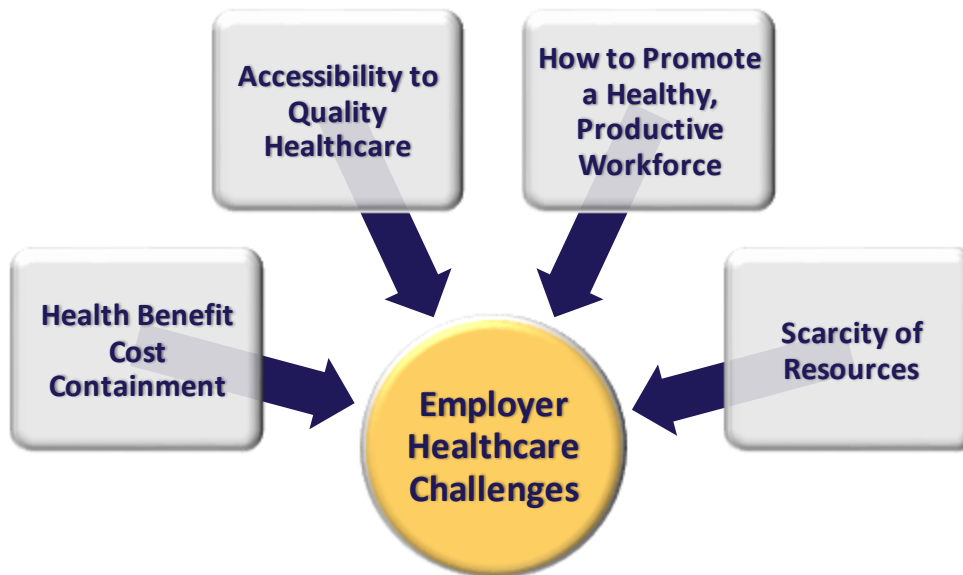 Accessibility to
Quality
Healthcare
How to Promote
a Healthy,
Productive
Workforce
Health Benefit
Cost
Containment
Scarcity of
Resources
Employer
Healthcare
Challenges